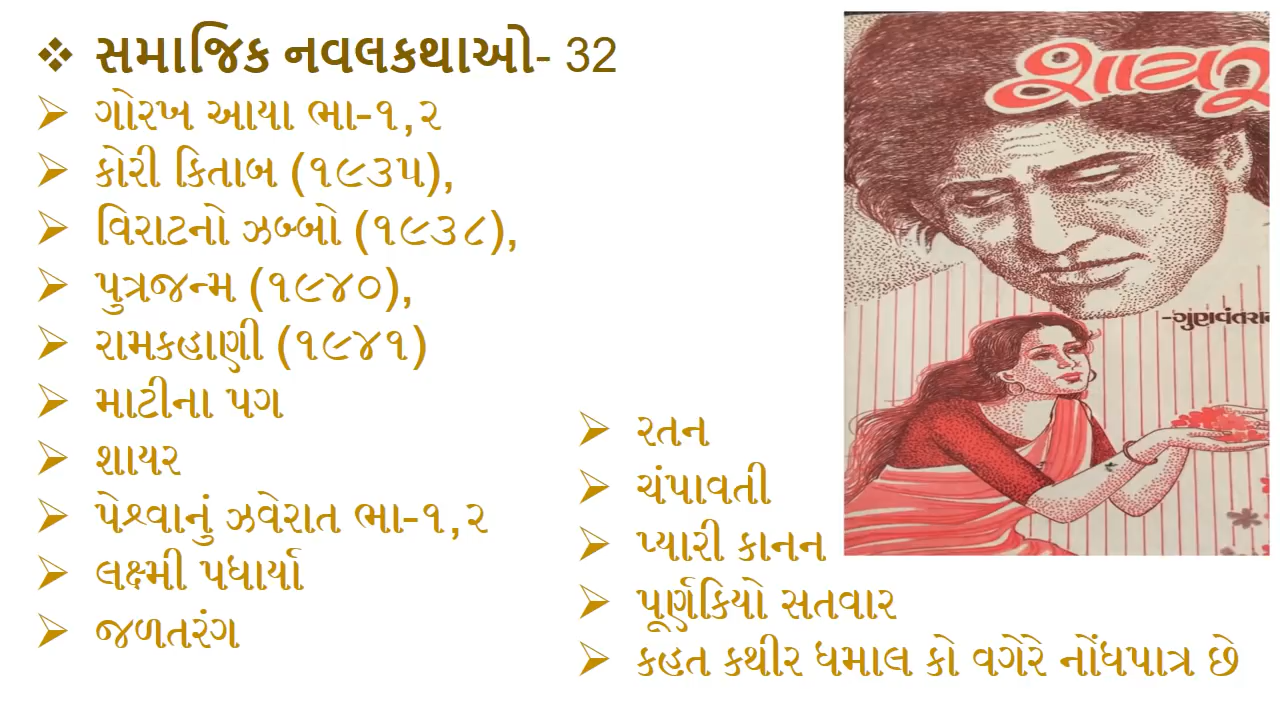 ❖ સમાજિક નવલકથાઓ- 32
➢ ગોરખ આયા ભા-૧,૨
➢ કોરી કિતાબ (૧૯૩૫),
➢ વિરાટનો ઝબ્બો (૧૯૩૮),
➢ પુત્રજન્મ (૧૯૪૦),
➢ રામકહાણી (૧૯૪૧)
➢ માટીના પગ
➢ શાયર
➢ પેશ્વાનું ઝવેરાત ભા-૧,૨
➢ લક્ષ્મી પધાર્યા
➢ જળતરંગ
➢ રતન
➢ ચંપાવતી
➢ પ્યારી કાનન
➢ પૂર્ણકિયો સતવાર
➢ કહત કથીર ધમાલ કો વગેરે નોંધપાત્ર છે
શાયર